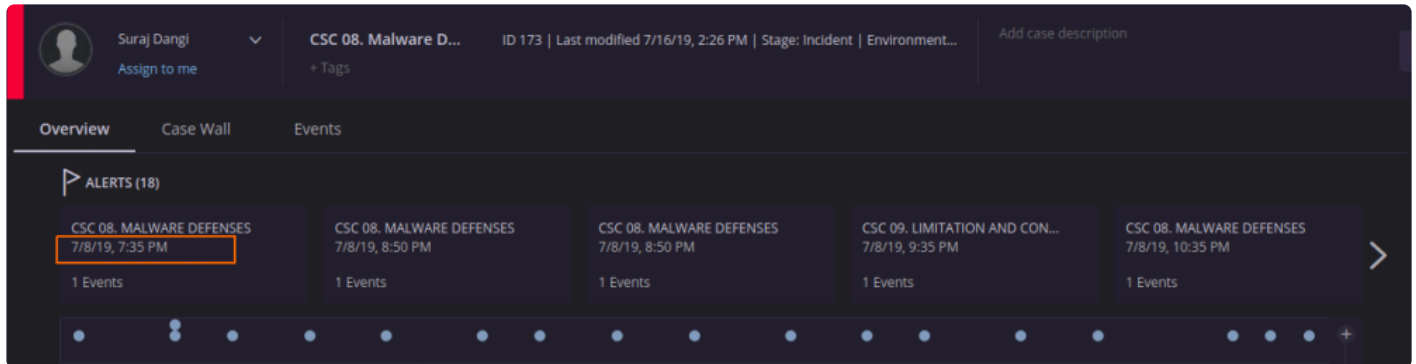 Suraj Dangi
Assign to me
CSC 08. Malware D...
+ Tags
ID 173 | Last modified 7/16/19, 2:26 PM | Stage: Incident | Environment...
Add case description
Overview
Case Wall
Events
ALERTS (18)
CSC 08. MALWARE DEFENSES
7/8/19, 7:35 PM
1 Events
CSC 08. MALWARE DEFENSES
7/8/19, 8:50 PM
1 Events
CSC 08. MALWARE DEFENSES
7/8/19, 8:50 PM
1 Events
CSC 09. LIMITATION AND CON...
7/8/19, 9:35 PM
1 Events
CSC 08. MALWARE DEFENSES
7/8/19, 10:35 PM
1 Events